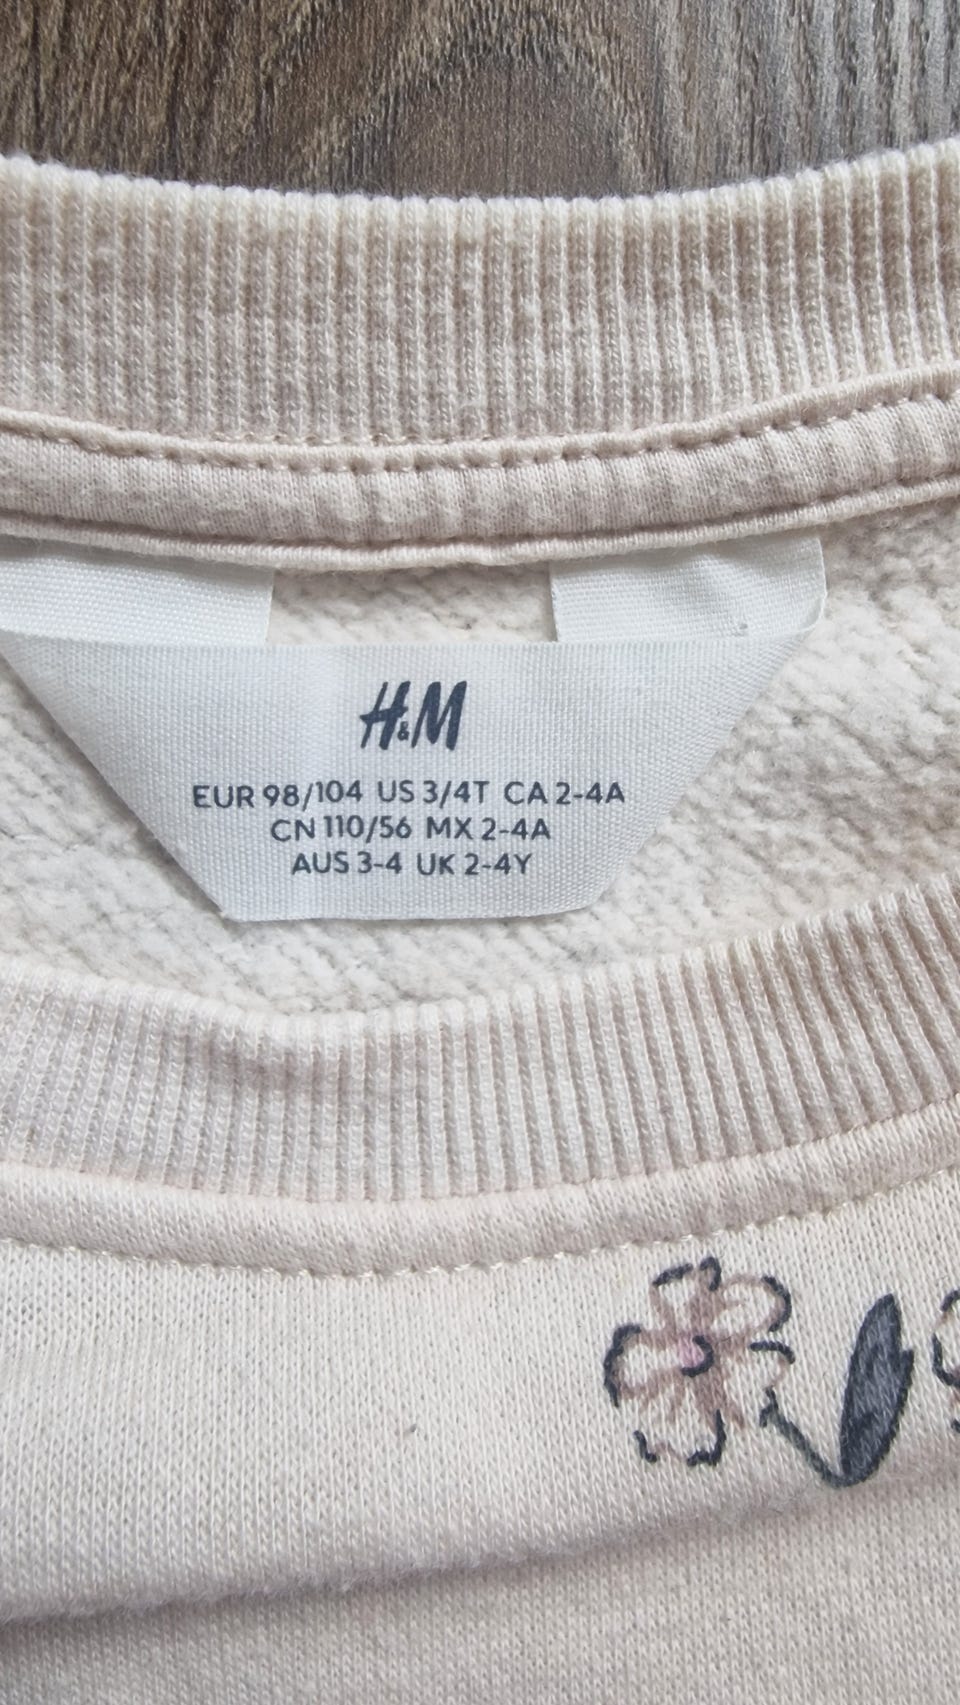 H&M
EUR 98/104 US 3/4T CA 2-4A
CN 110/56 MX 2-4A
AUS 3-4 UK 2-4Y